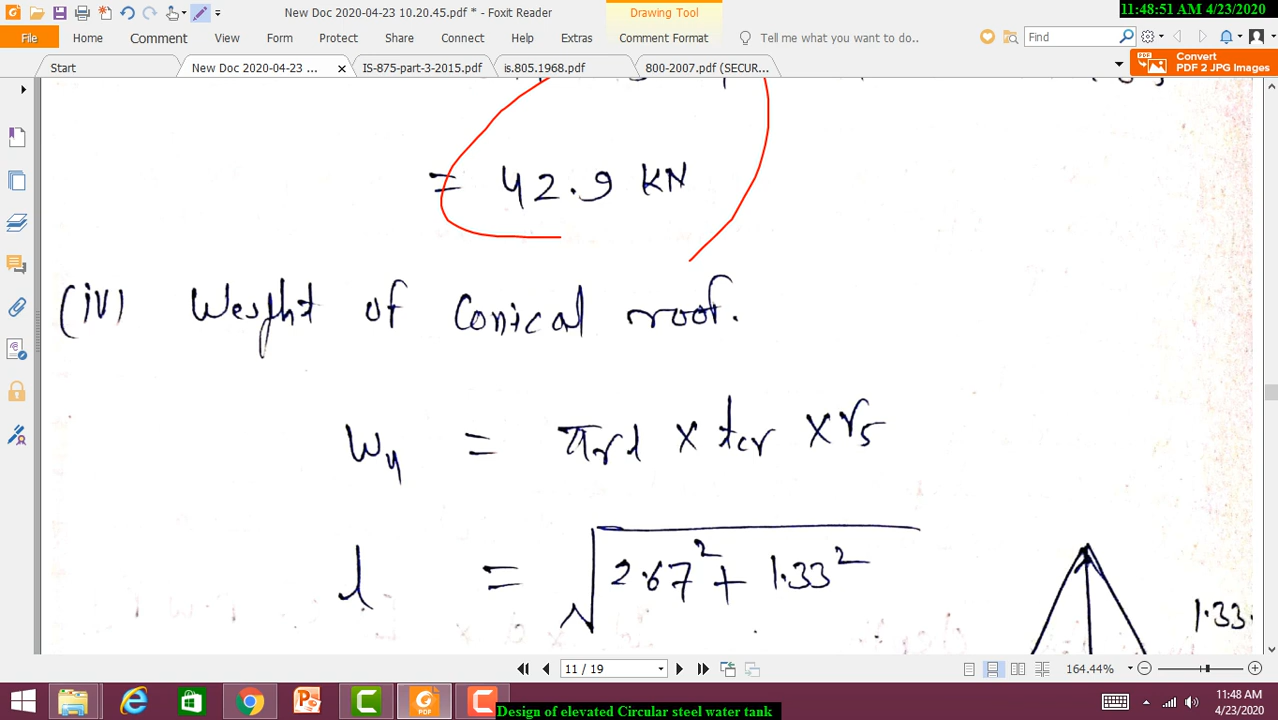 New Doc 2020-04-23 10.20.45.pdf * - Foxit Reader
Drawing Tool
11:48:51 AM 4/23/2020
File Home Comment View Form Protect Share Connect Help Extras Comment Format Tell me what you want to do.. Find
Start New Doc 2020-04-23 ... IS-875-part-3-wind.pdf is.805.1968.pdf 800-2007.pdf (SECUR...
Convert
PDF 2 JPG Images
= 42.9 KN
(iv) Weight of Conical roof.
W4 = πrl × tcr × rs
l = √2.67² + 1.33²
1.33
11 / 19
164.44%
11:48 AM
4/23/2020
Design of elevated Circular steel water tank